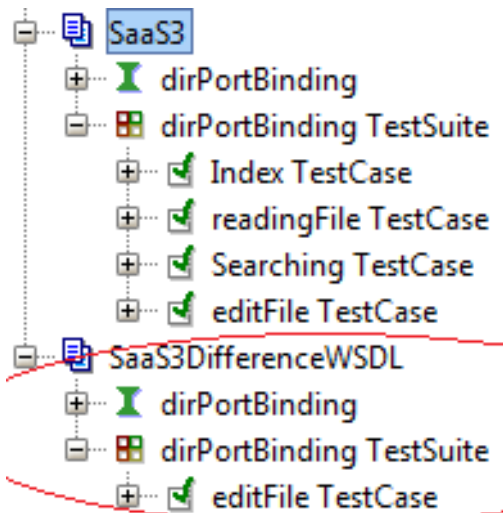 SaaS3
dirPortBinding
dirPortBinding TestSuite
Index TestCase
readingFile TestCase
Searching TestCase
editFile TestCase
SaaS3DifferenceWSDL
dirPortBinding
dirPortBinding TestSuite
editFile TestCase